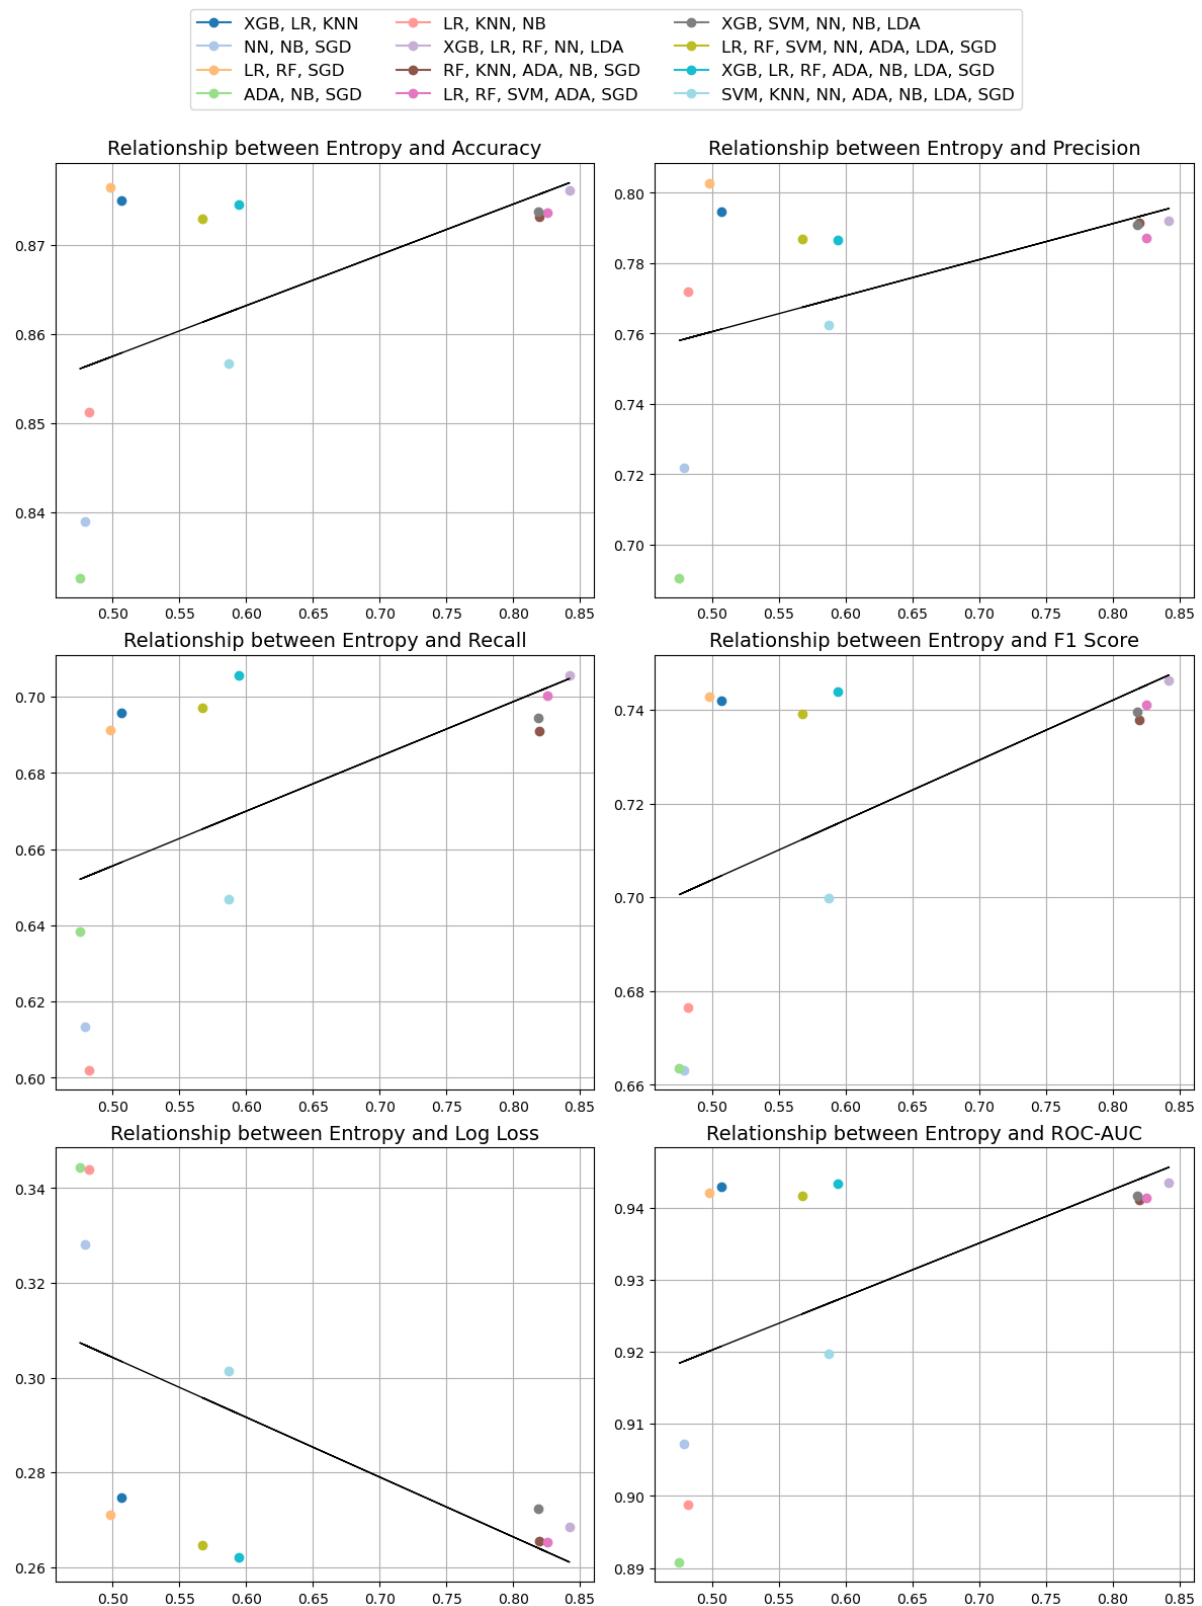 XGB, LR, KNN LR, KNN, NB XGB, SVM, NN, NB, LDA
NN, NB, SGD XGB, LR, RF, NN, LDA LR, RF, SVM, NN, ADA, LDA, SGD
LR, RF, SGD RF, KNN, ADA, NB, SGD XGB, LR, RF, ADA, NB, LDA, SGD
ADA, NB, SGD LR, RF, SVM, ADA, SGD SVM, KNN, NN, ADA, NB, LDA, SGD
Relationship between Entropy and Accuracy
0.87
0.86
0.85
0.84
0.50 0.55 0.60 0.65 0.70 0.75 0.80 0.85
Relationship between Entropy and Precision
0.80
0.78
0.76
0.74
0.72
0.70
0.50 0.55 0.60 0.65 0.70 0.75 0.80 0.85
Relationship between Entropy and Recall
0.70
0.68
0.66
0.64
0.62
0.60
0.50 0.55 0.60 0.65 0.70 0.75 0.80 0.85
Relationship between Entropy and F1 Score
0.74
0.72
0.70
0.68
0.66
0.50 0.55 0.60 0.65 0.70 0.75 0.80 0.85
Relationship between Entropy and Log Loss
0.34
0.32
0.30
0.28
0.26
0.50 0.55 0.60 0.65 0.70 0.75 0.80 0.85
Relationship between Entropy and ROC-AUC
0.94
0.93
0.92
0.91
0.90
0.89
0.50 0.55 0.60 0.65 0.70 0.75 0.80 0.85